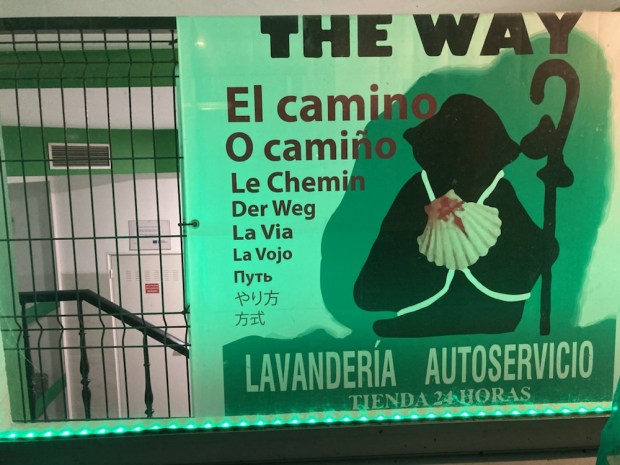 THE WAY
El camino
O camiño
Le Chemin
Der Weg
La Via
La Vojo
Путь
やり方
方式
LAVANDERÍA AUTOSERVICIO
TIENDA 24 HORAS